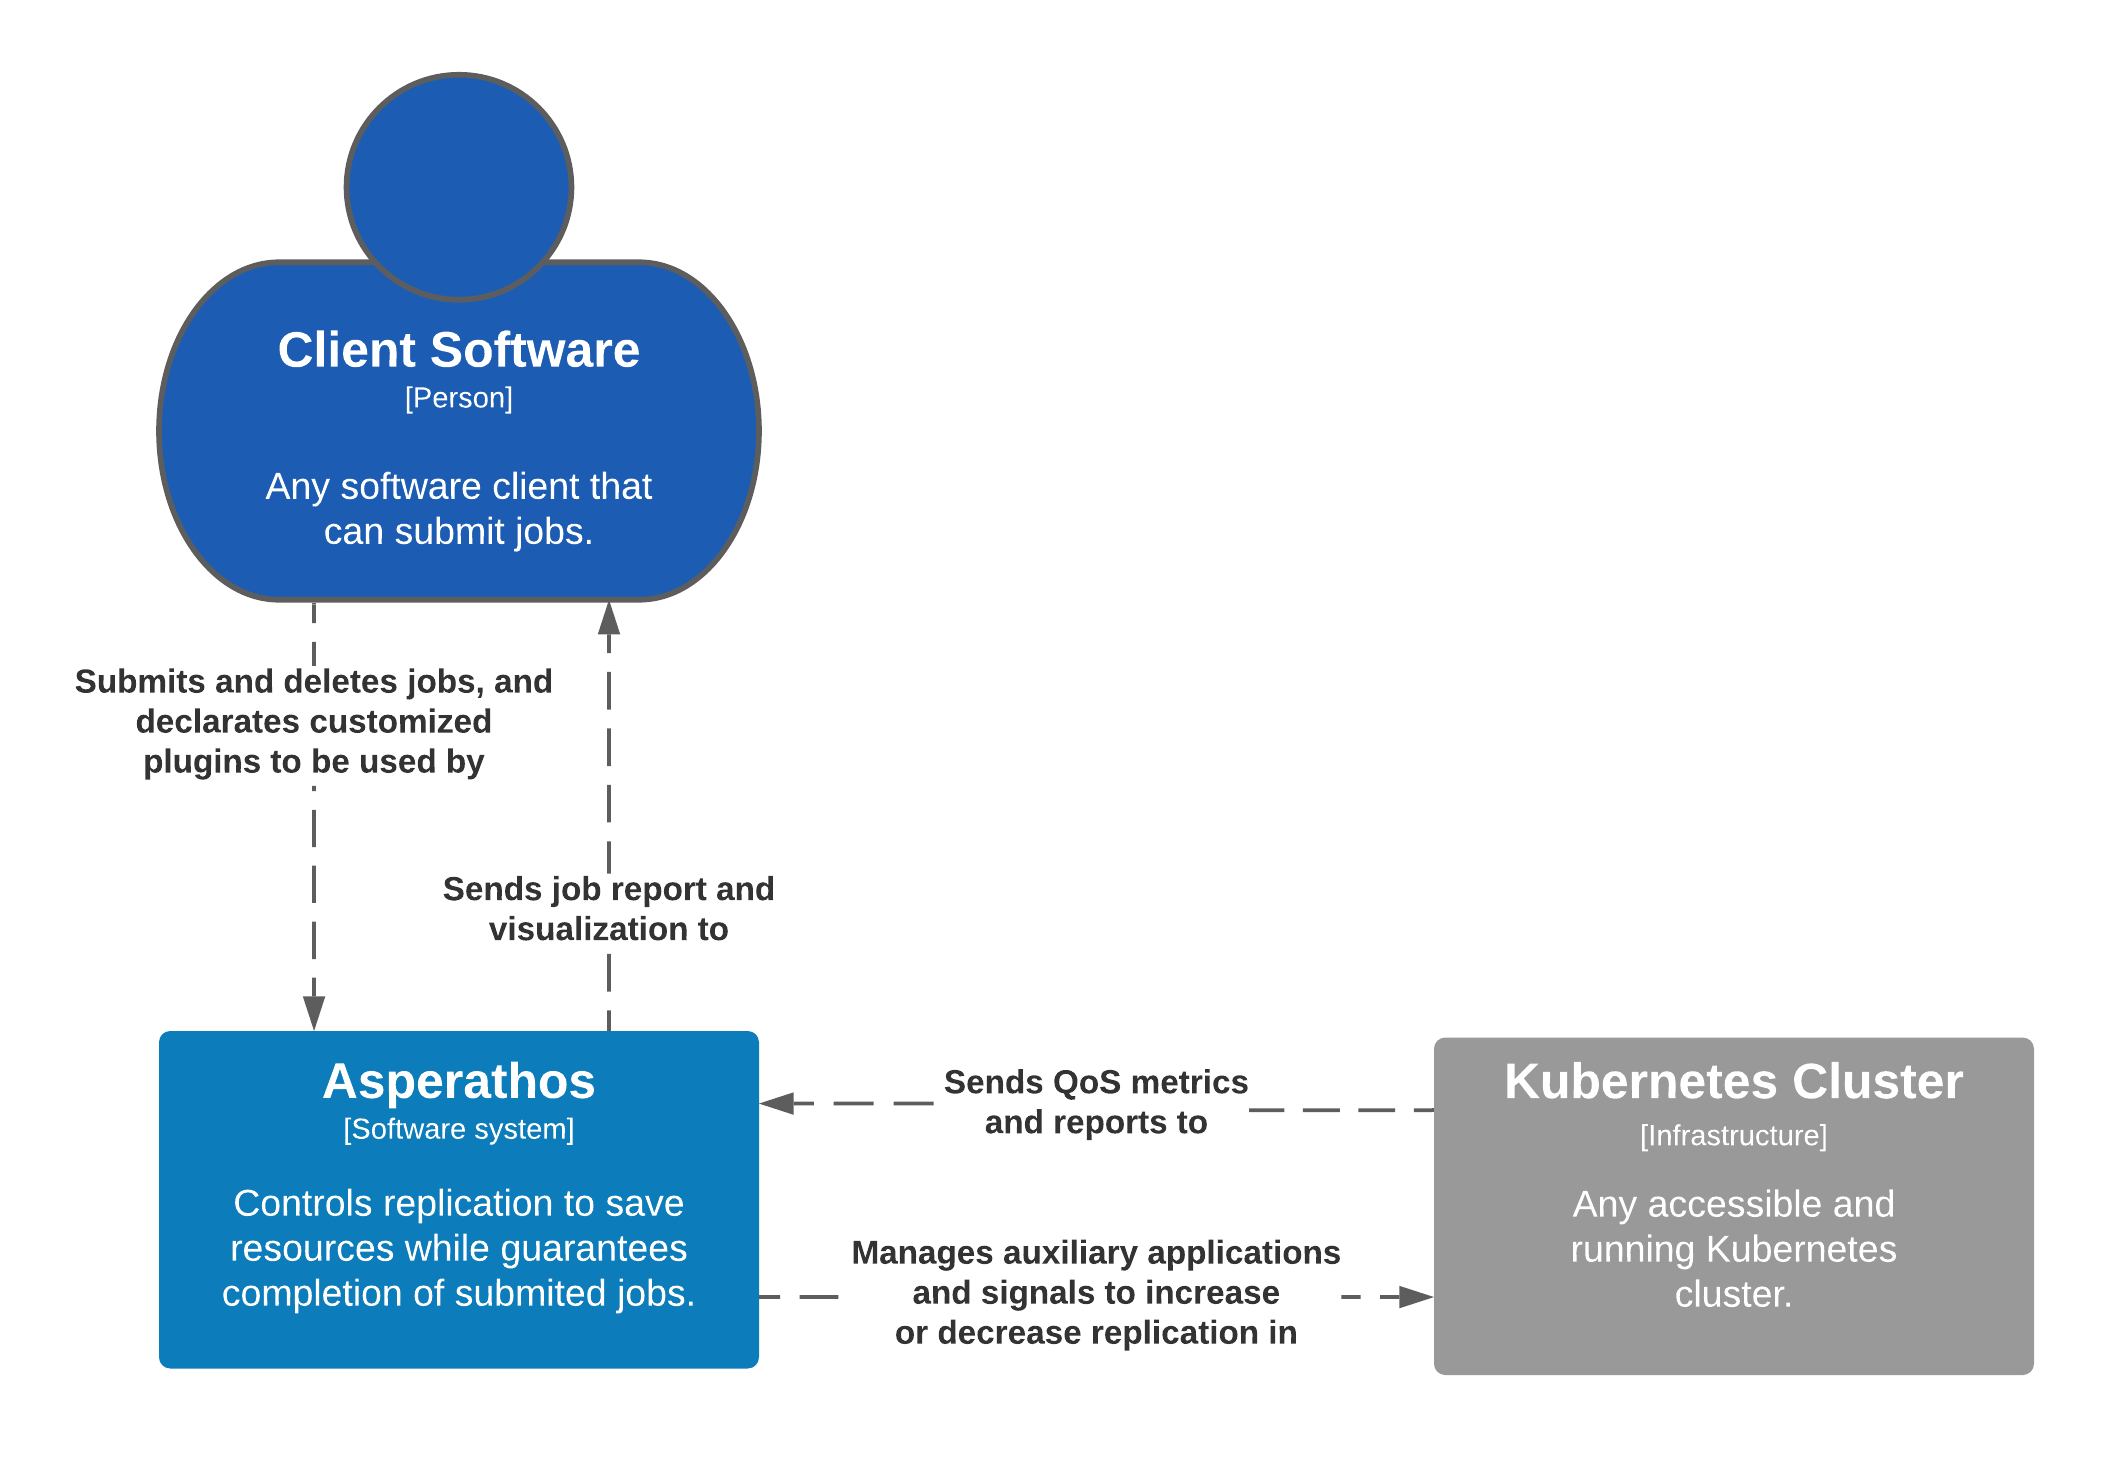 Client Software
[Person]
Any software client that
can submit jobs.
Submits and deletes jobs, and
declarates customized
plugins to be used by
Sends job report and
visualization to
Asperathos
[Software system]
Controls replication to save
resources while guarantees
completion of submited jobs.
Sends QoS metrics
and reports to
Manages auxiliary applications
and signals to increase
or decrease replication in
Kubernetes Cluster
[Infrastructure]
Any accessible and
running Kubernetes
cluster.